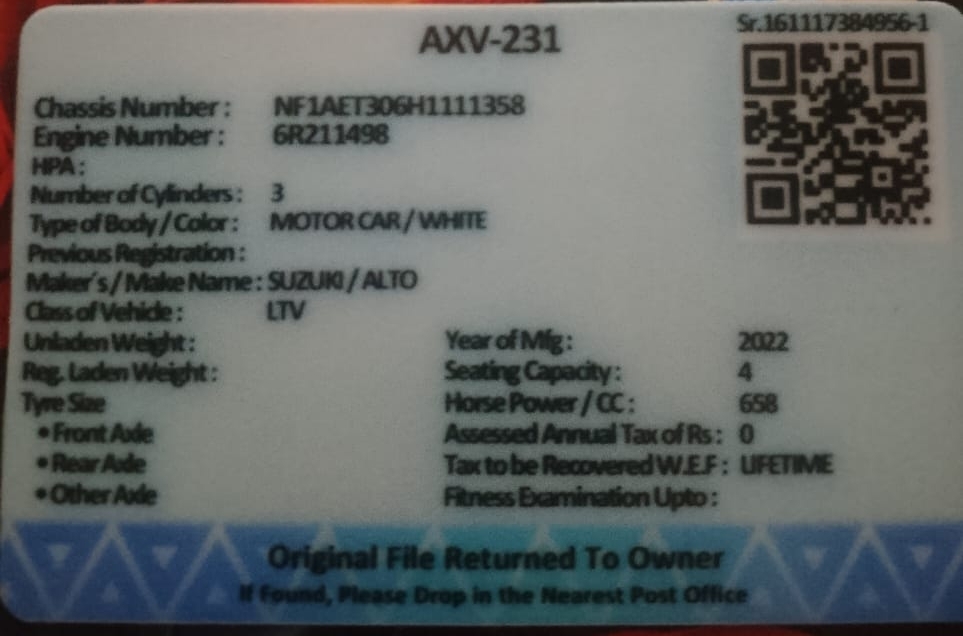 AXV-231
Sr.161117384956-1
Chassis Number : NF1AET306H1111358
Engine Number : 6R211498
HPA :
Number of Cylinders : 3
Type of Body / Color : MOTOR CAR / WHITE
Previous Registration :
Maker's / Make Name : SUZUKI / ALTO
Class of Vehicle : LTV
Unladen Weight : Year of Mfg : 2022
Reg. Laden Weight : Seating Capacity : 4
Tyre Size Horse Power / CC : 658
• Front Axle Assessed Annual Tax of Rs : 0
• Rear Axle Tax to be Recovered W.E.F : LIFETIME
• Other Axle Fitness Examination Upto :
Original File Returned To Owner
If Found, Please Drop in the Nearest Post Office